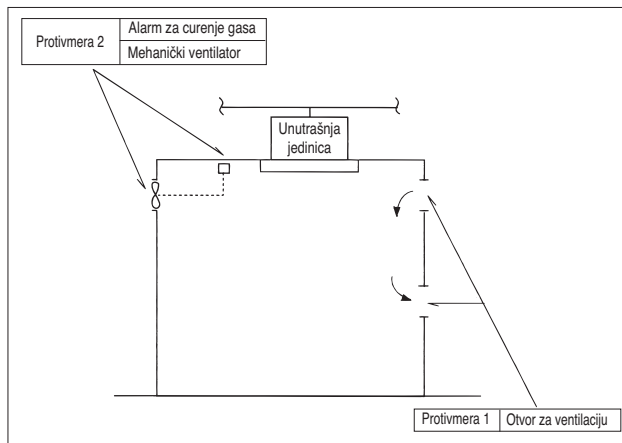 Protivmera 2
Alarm za curenje gasa
Mehanički ventilator
Unutrašnja
jedinica
Protivmera 1
Otvor za ventilaciju